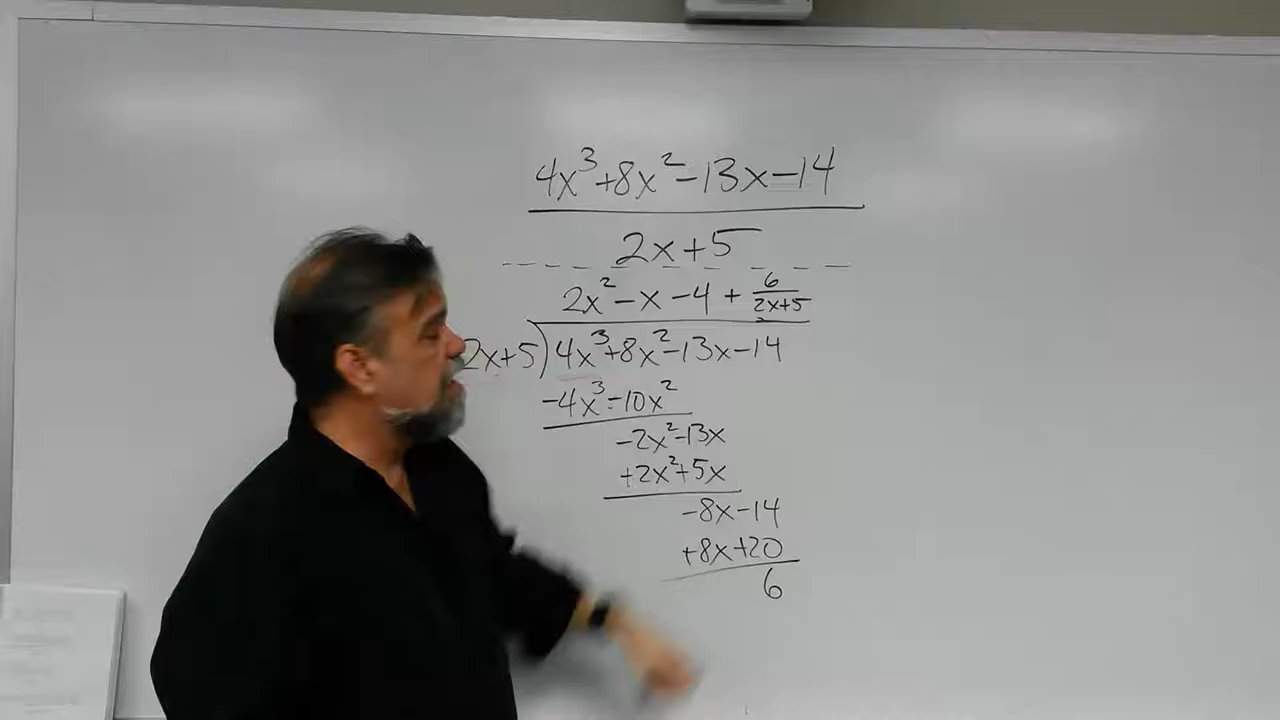 4x³+8x²-13x-14
2x+5
2x²-x-4+6/(2x+5)
2x+5)4x³+8x²-13x-14
-4x³-10x²
-2x²-13x
+2x²+5x
-8x-14
+8x+20
6